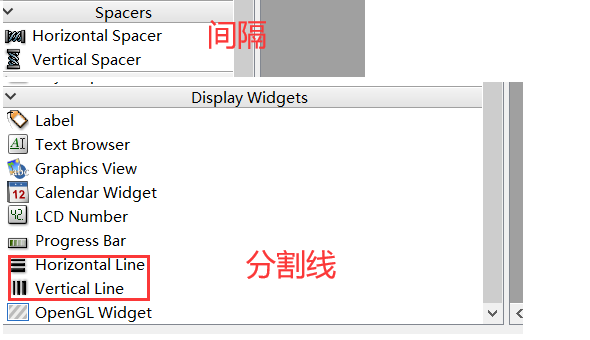 Spacers
Horizontal Spacer
间隔
Vertical Spacer
Display Widgets
Label
Text Browser
Graphics View
Calendar Widget
LCD Number
Progress Bar
Horizontal Line
分割线
Vertical Line
OpenGL Widget